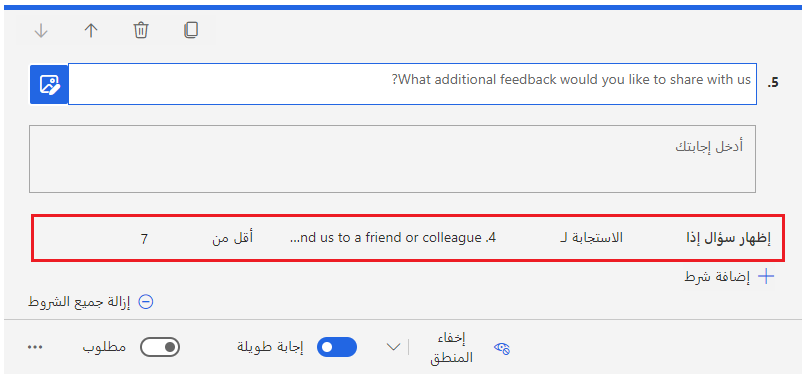 5. What additional feedback would you like to share with us?
أدخل إجابتك
إظهار سؤال إذا الاستجابة لـ 4. nd us to a friend or colleague... أقل من 7
إضافة شرط
إزالة جميع الشروط
إخفاء المنطق إجابة طويلة مطلوب